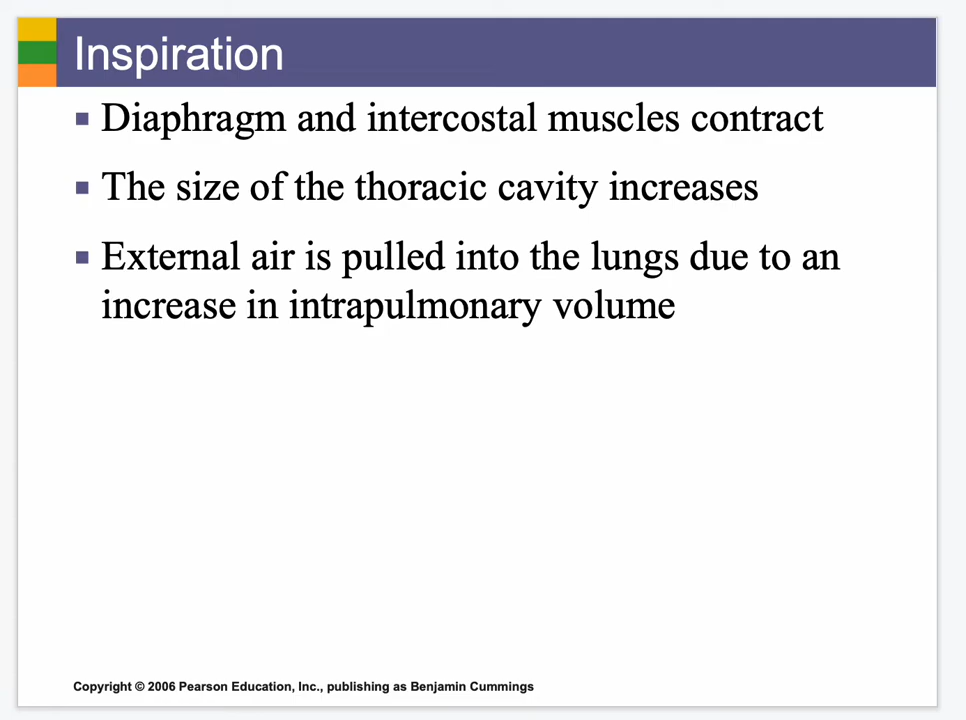 Inspiration
▪ Diaphragm and intercostal muscles contract
▪ The size of the thoracic cavity increases
▪ External air is pulled into the lungs due to an
increase in intrapulmonary volume
Copyright © 2006 Pearson Education, Inc., publishing as Benjamin Cummings